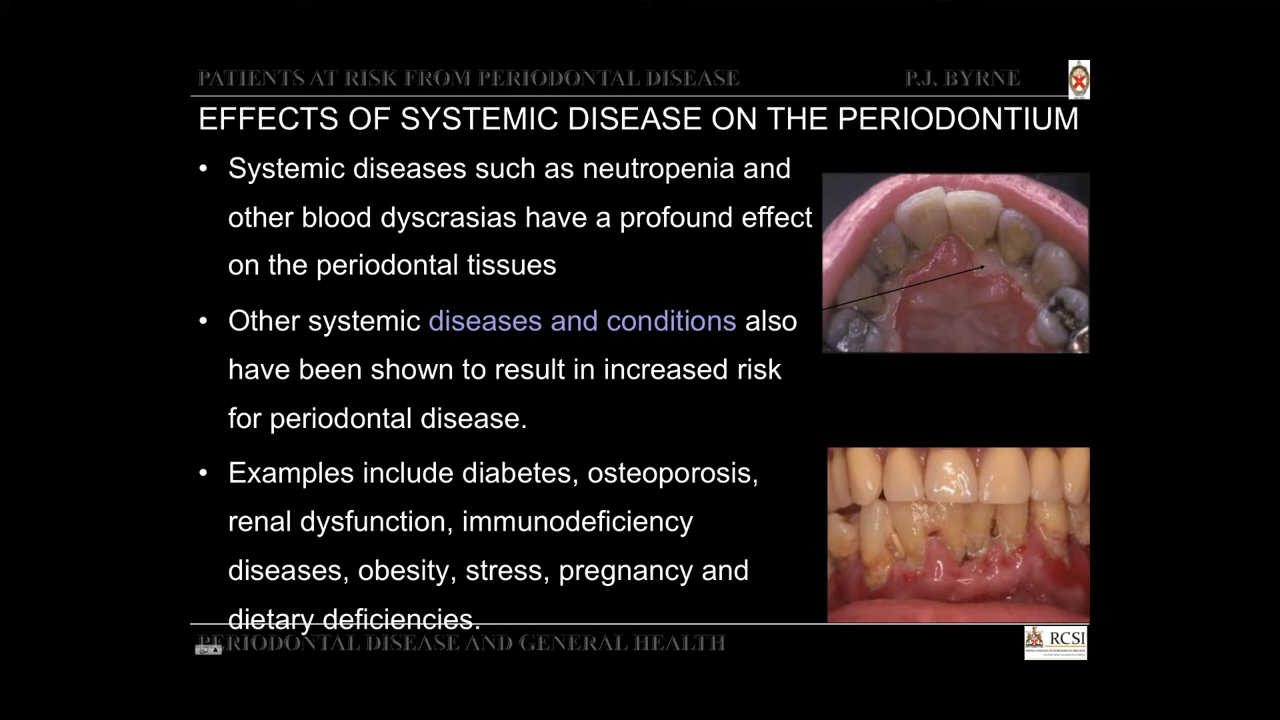 PATIENTS AT RISK FROM PERIODONTAL DISEASE P.J. BYRNE
EFFECTS OF SYSTEMIC DISEASE ON THE PERIODONTIUM
• Systemic diseases such as neutropenia and
other blood dyscrasias have a profound effect
on the periodontal tissues
• Other systemic diseases and conditions also
have been shown to result in increased risk
for periodontal disease.
• Examples include diabetes, osteoporosis,
renal dysfunction, immunodeficiency
diseases, obesity, stress, pregnancy and
dietary deficiencies.
PERIODONTAL DISEASE AND GENERAL HEALTH
RCSI